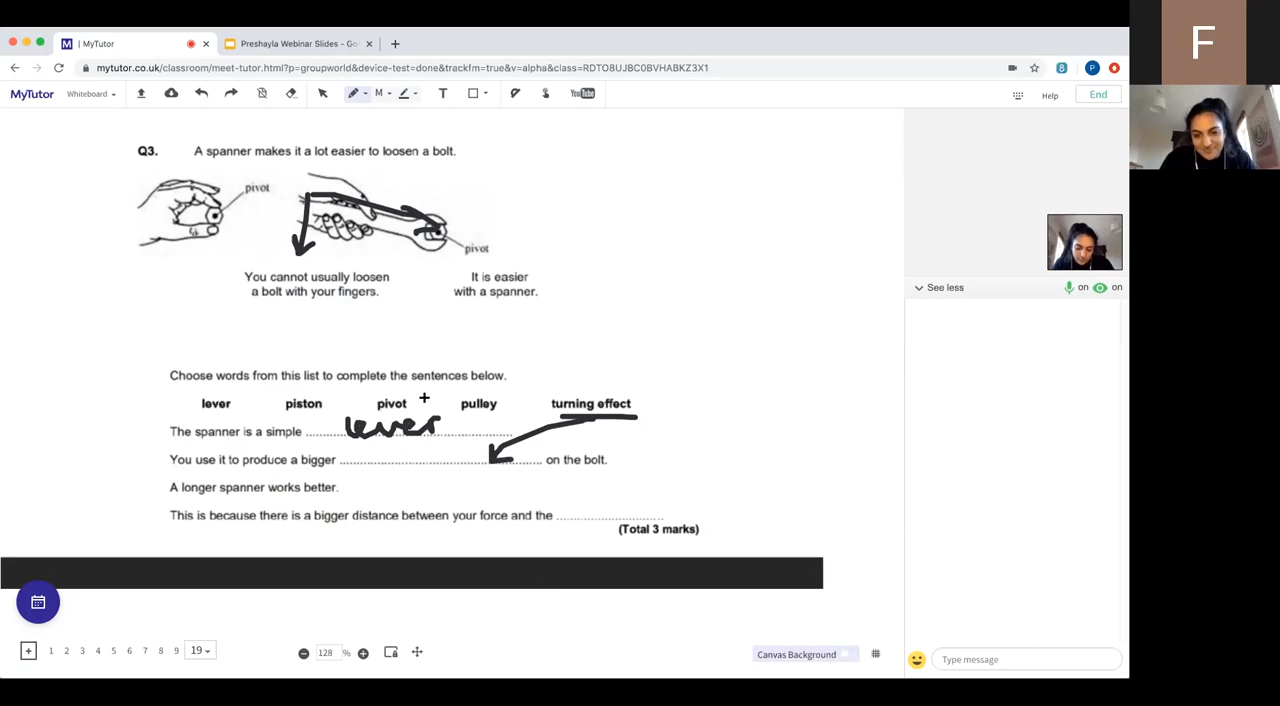 F
MyTutor
Preshayla Webinar Slides - Go
mytutor.co.uk/classroom/meet-tutor.html?p=groupworld&device-test=done&trackfm=true&v=alpha&class=RDTO8UJBC0BVHABKZ3X1
8
P
MyTutor
Whiteboard
M
T
YouTube
Help
End
Q3. A spanner makes it a lot easier to loosen a bolt.
pivot
pivot
You cannot usually loosen
a bolt with your fingers.
It is easier
with a spanner.
See less
on
on
Choose words from this list to complete the sentences below.
lever piston pivot pulley turning effect
The spanner is a simple lever
You use it to produce a bigger .................... on the bolt.
A longer spanner works better.
This is because there is a bigger distance between your force and the ....................
(Total 3 marks)
+ 1 2 3 4 5 6 7 8 9 19
128 %
Canvas Background
Type message